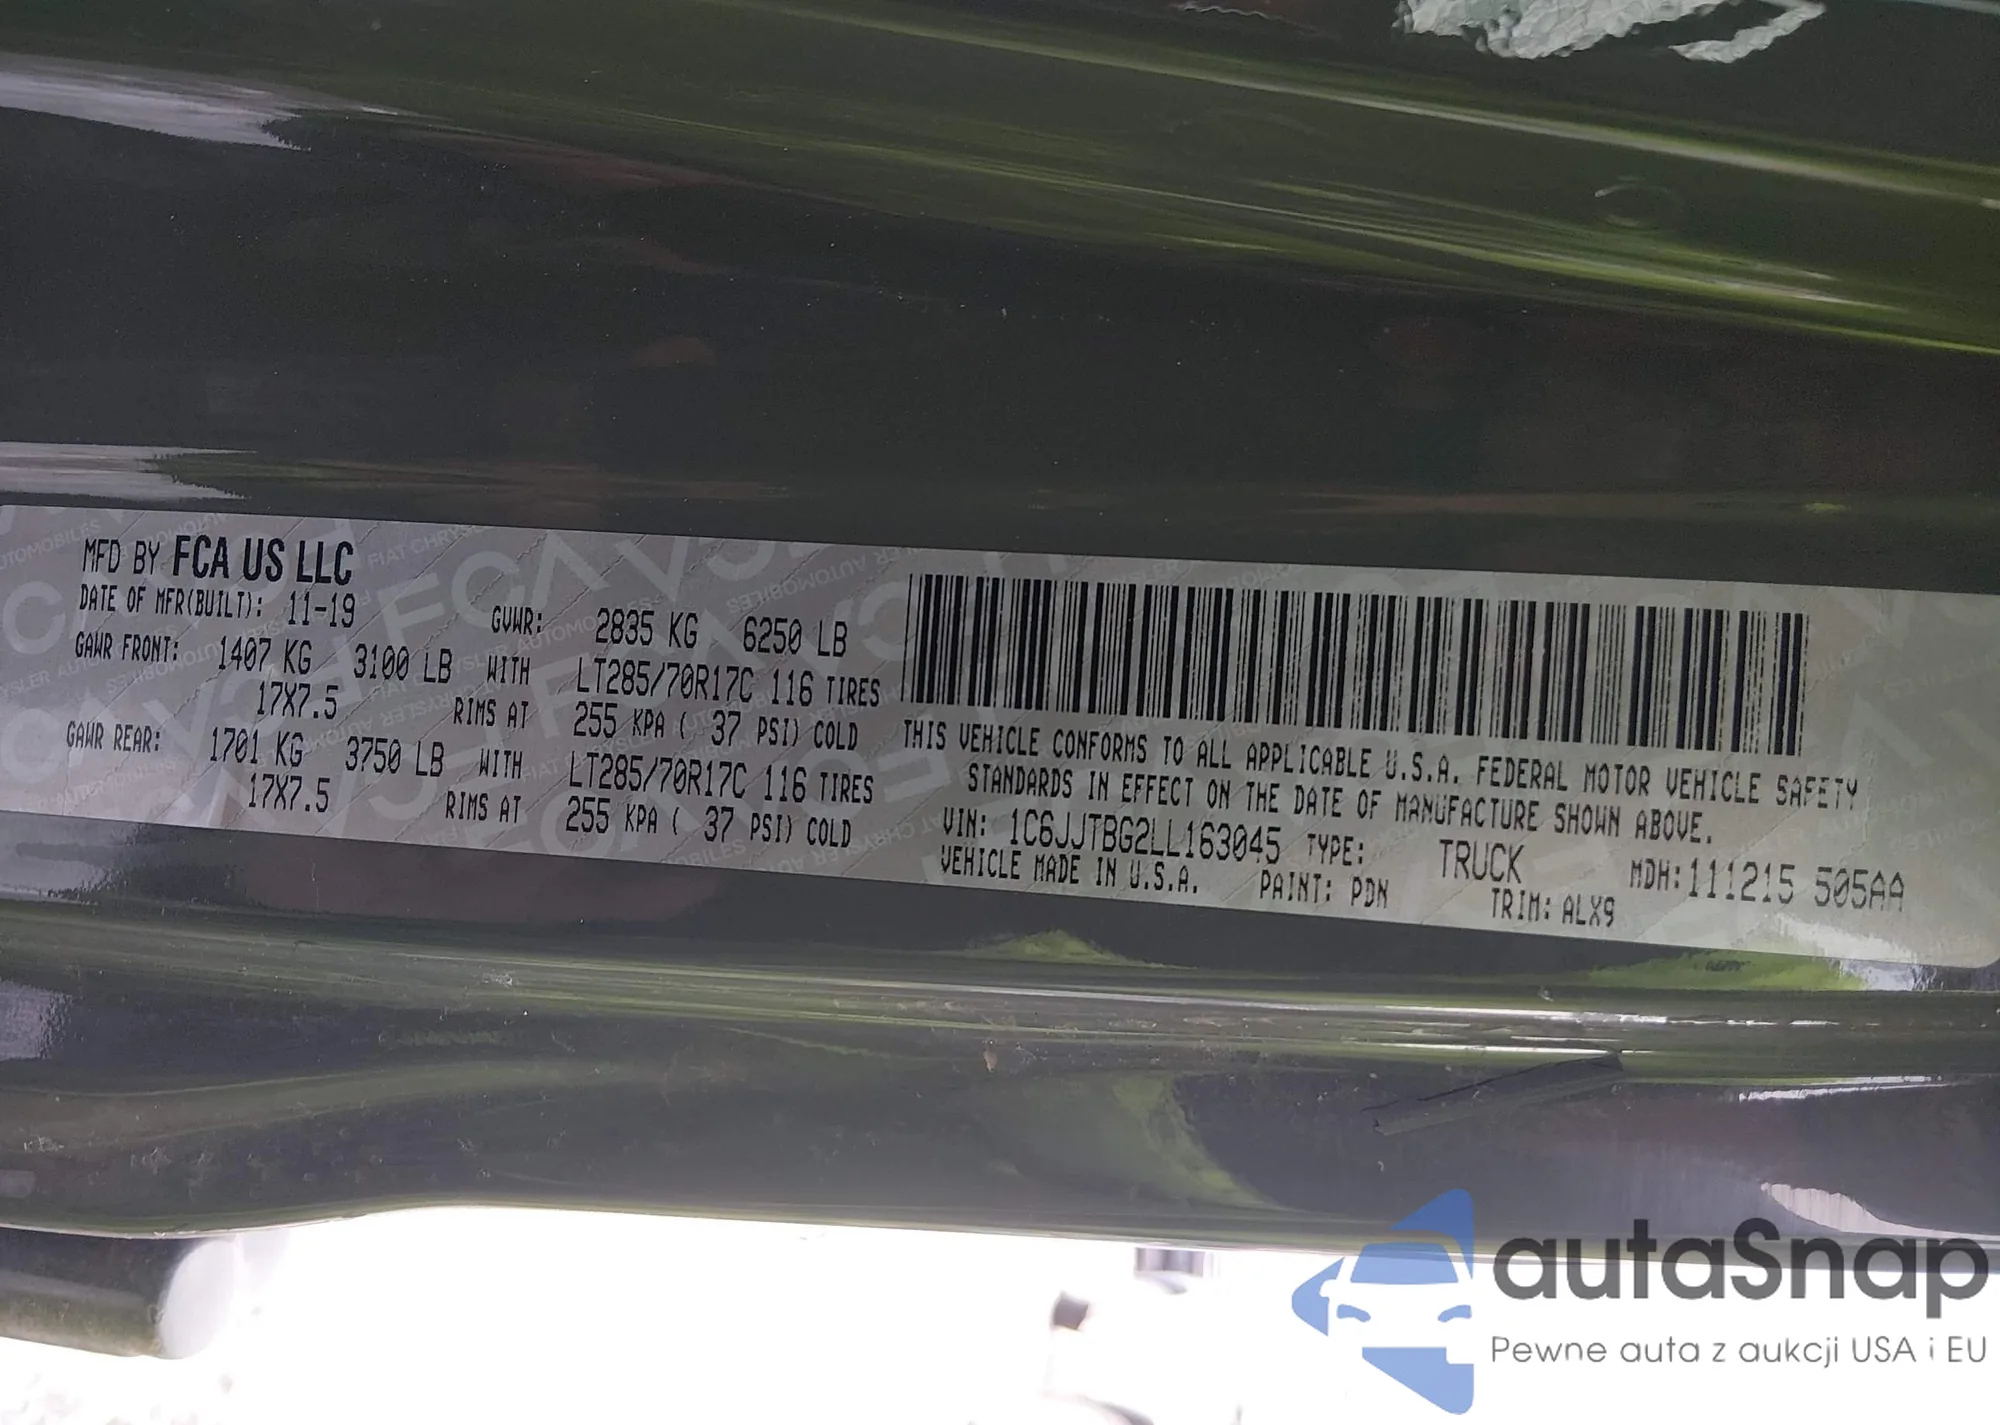 MFD BY FCA US LLC
DATE OF MFR(BUILT): 11-19
GVWR: 2835 KG 6250 LB
GAWR FRONT: 1407 KG 3100 LB WITH LT285/70R17C 116 TIRES
17X7.5 RIMS AT 255 KPA ( 37 PSI) COLD
GAWR REAR: 1701 KG 3750 LB WITH LT285/70R17C 116 TIRES
17X7.5 RIMS AT 255 KPA ( 37 PSI) COLD
THIS VEHICLE CONFORMS TO ALL APPLICABLE U.S.A. FEDERAL MOTOR VEHICLE SAFETY
STANDARDS IN EFFECT ON THE DATE OF MANUFACTURE SHOWN ABOVE.
VIN: 1C6JJTBG2LL163045 TYPE: TRUCK MDH:111215 505AA
VEHICLE MADE IN U.S.A. PAINT: PDN TRIM: ALX9
autaSnap
Pewne auta z aukcji USA i EU